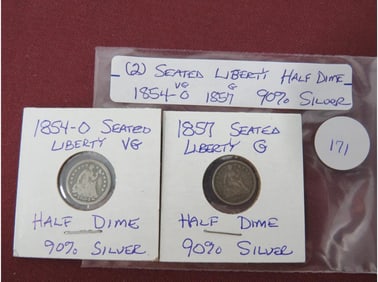 (2) SEATED LIBERTY HALF DIME
VG G
1854-O 1857 90% SILVER
1854-O SEATED
LIBERTY VG
HALF DIME
90% SILVER
1857 SEATED
LIBERTY G
HALF DIME
90% SILVER
171